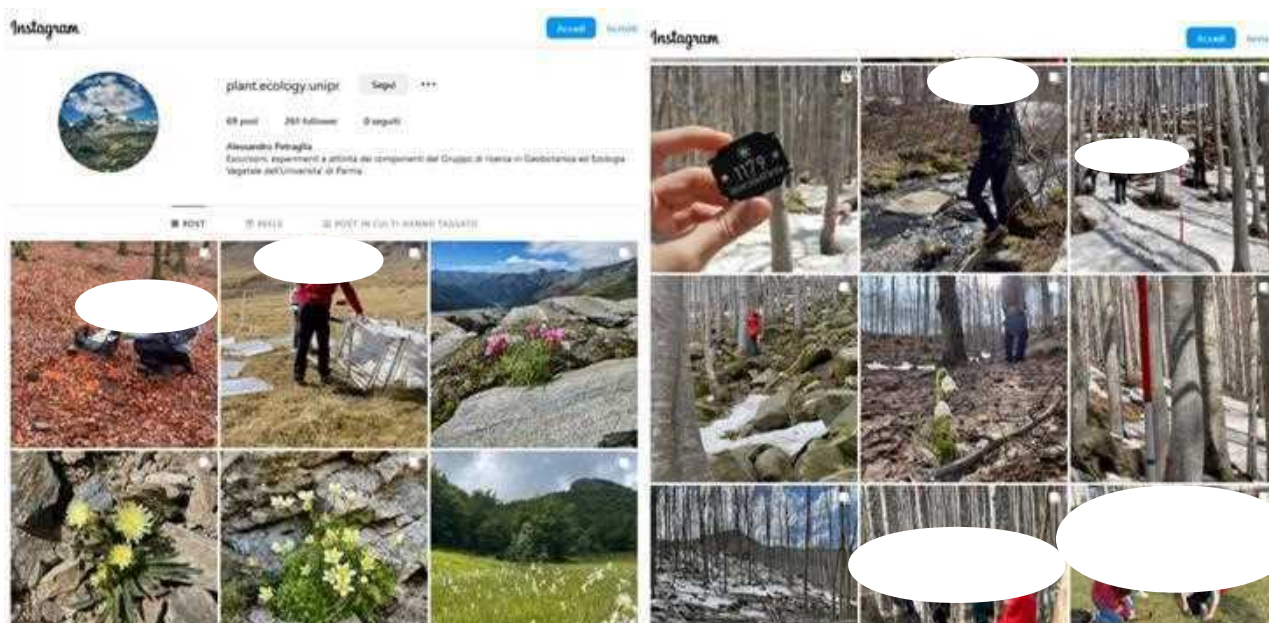 Instagram
Accedi
Iscriviti
plant.ecology.unipr
Segui
69 post
261 follower
0 seguiti
Alessandro Petraglia
Escursioni, esperimenti e attività dei componenti del Gruppo di ricerca in Geobotanica ed Ecologia
Vegetale dell'Universita' di Parma
POST
REELS
POST IN CUI TI HANNO TAGGATO
Instagram
Accedi
1179